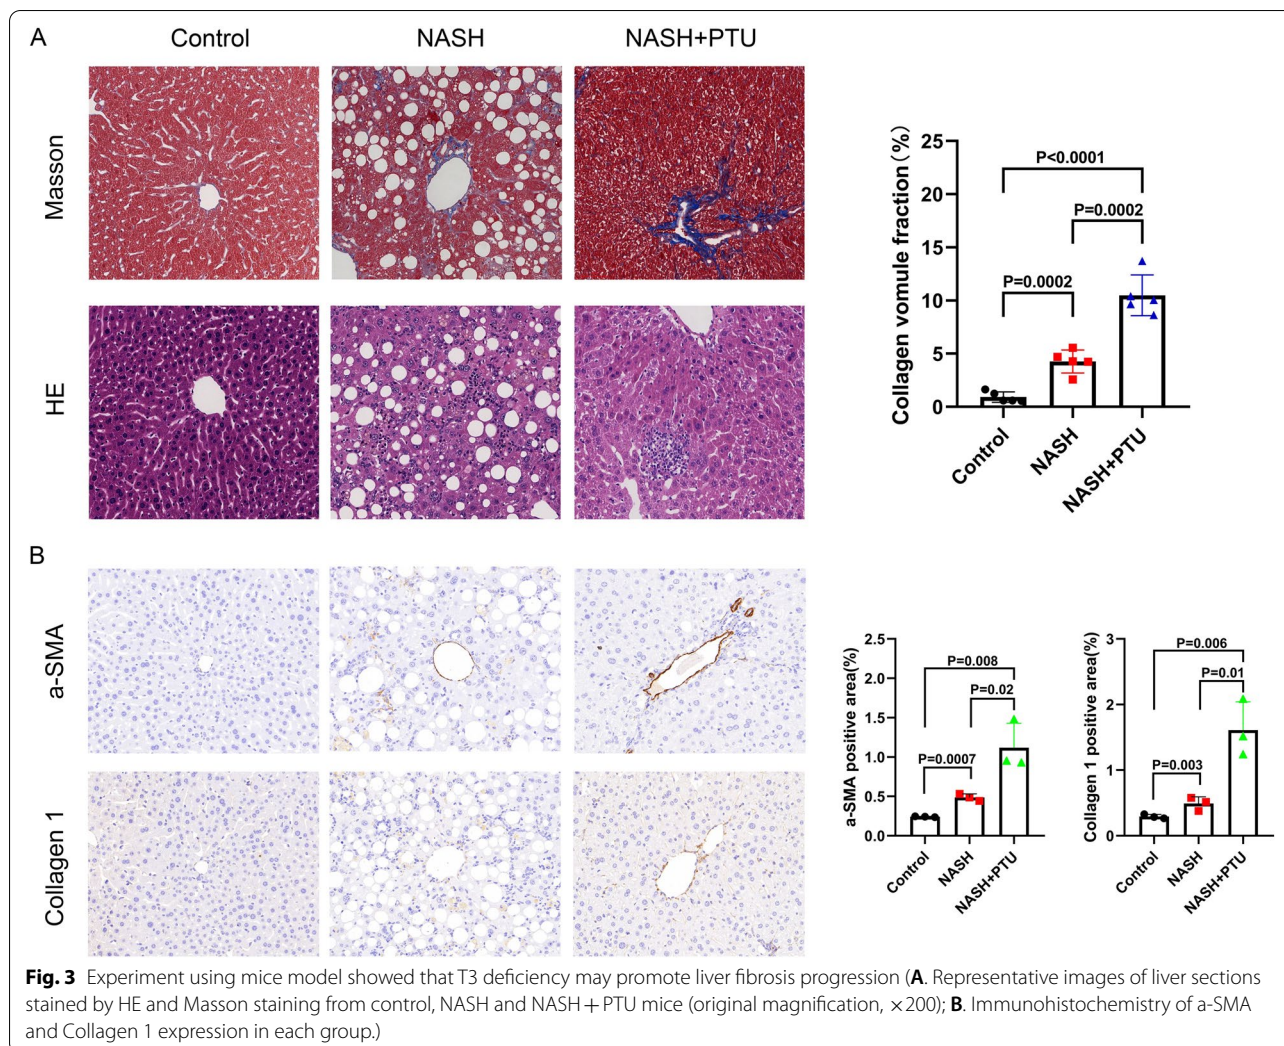 A
Control
NASH
NASH+PTU
Masson
HE
Collagen vomule fraction (%)
25
20
15
10
5
0
P<0.0001
P=0.0002
P=0.0002
Control
NASH
NASH+PTU
B
a-SMA
Collagen 1
a-SMA positive area(%)
2.5
2.0
1.5
1.0
0.5
0.0
P=0.008
P=0.02
P=0.0007
Control
NASH
NASH+PTU
Collagen 1 positive area(%)
3
2
1
0
P=0.006
P=0.01
P=0.003
Control
NASH
NASH+PTU
Fig. 3 Experiment using mice model showed that T3 deficiency may promote liver fibrosis progression (A. Representative images of liver sections
stained by HE and Masson staining from control, NASH and NASH + PTU mice (original magnification, ×200); B. Immunohistochemistry of a-SMA
and Collagen 1 expression in each group.)